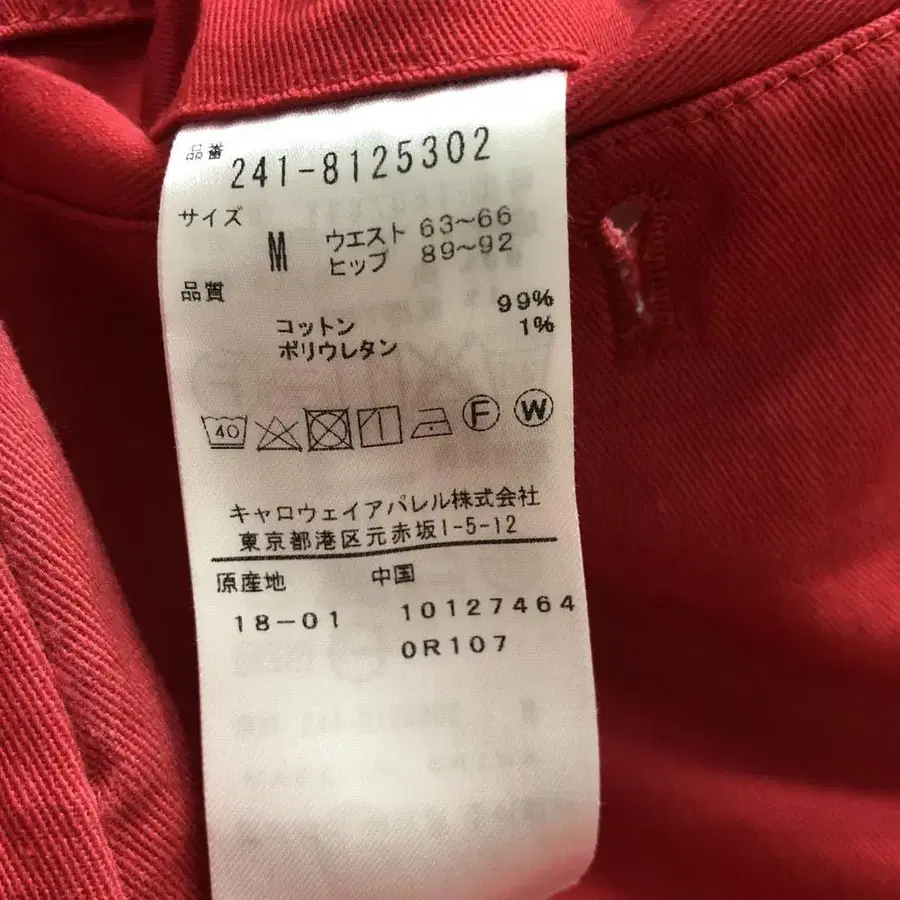 品番 241-8125302
サイズ
M ウエスト 63~66
ヒップ 89~92
品質
コットン 99%
ポリウレタン 1%
40 F W
キャロウェイアパレル株式会社
東京都港区元赤坂1-5-12
原産地 中国
18-01 10127464
0R107